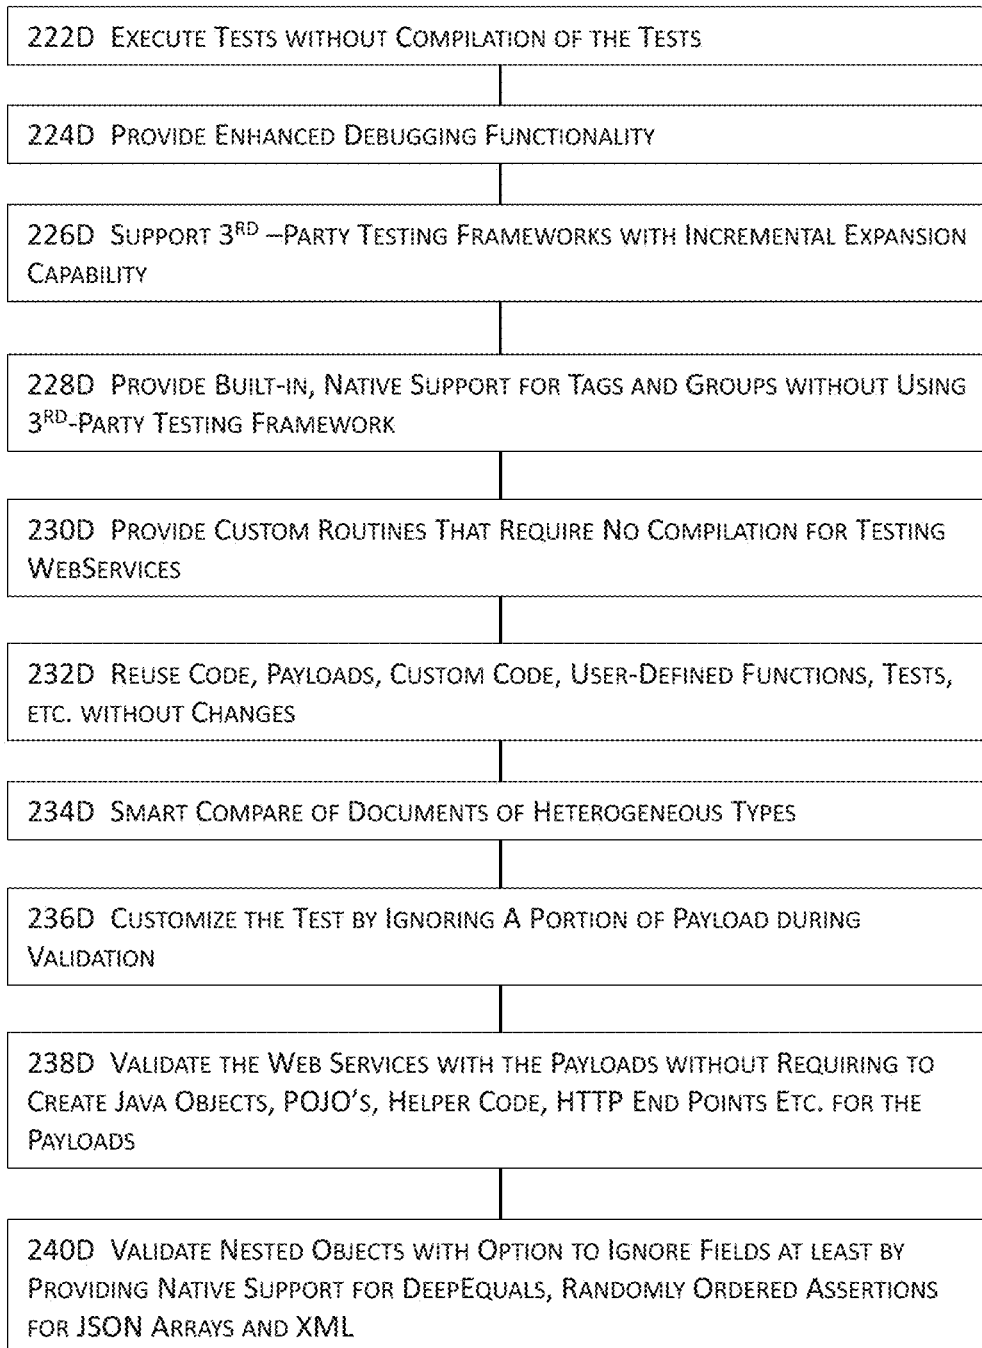 222D EXECUTE TESTS WITHOUT COMPILATION OF THE TESTS
224D PROVIDE ENHANCED DEBUGGING FUNCTIONALITY
226D SUPPORT 3RD –PARTY TESTING FRAMEWORKS WITH INCREMENTAL EXPANSION
CAPABILITY
228D PROVIDE BUILT-IN, NATIVE SUPPORT FOR TAGS AND GROUPS WITHOUT USING
3RD-PARTY TESTING FRAMEWORK
230D PROVIDE CUSTOM ROUTINES THAT REQUIRE NO COMPILATION FOR TESTING
WEBSERVICES
232D REUSE CODE, PAYLOADS, CUSTOM CODE, USER-DEFINED FUNCTIONS, TESTS,
ETC. WITHOUT CHANGES
234D SMART COMPARE OF DOCUMENTS OF HETEROGENEOUS TYPES
236D CUSTOMIZE THE TEST BY IGNORING A PORTION OF PAYLOAD DURING
VALIDATION
238D VALIDATE THE WEB SERVICES WITH THE PAYLOADS WITHOUT REQUIRING TO
CREATE JAVA OBJECTS, POJO'S, HELPER CODE, HTTP END POINTS ETC. FOR THE
PAYLOADS
240D VALIDATE NESTED OBJECTS WITH OPTION TO IGNORE FIELDS AT LEAST BY
PROVIDING NATIVE SUPPORT FOR DEEPEQUALS, RANDOMLY ORDERED ASSERTIONS
FOR JSON ARRAYS AND XML